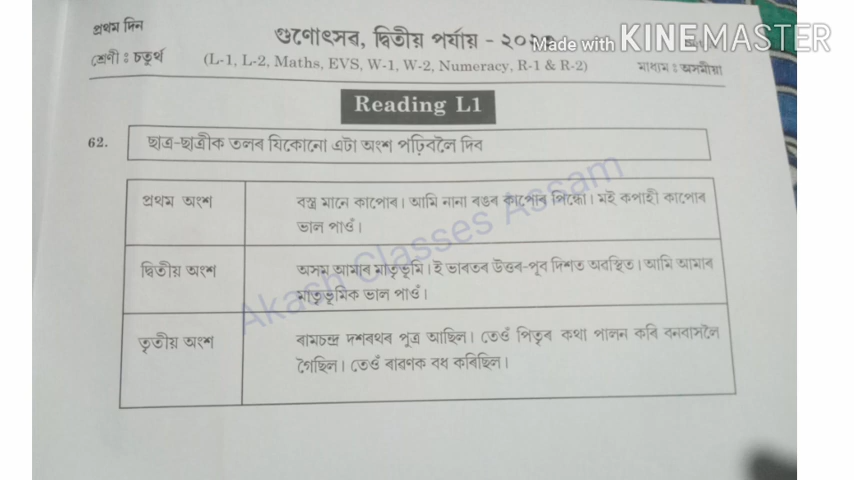 প্ৰথম দিন
গুণোৎসৱ, দ্বিতীয় পৰ্যায় -
Made with KINEMASTER
শ্ৰেণী : চতুৰ্থ
(L-1, L-2, Maths, EVS, W-1, W-2, Numeracy, R-1 & R-2)
মাধ্যম : অসমীয়া
Reading L1
62. ছাত্ৰ-ছাত্ৰীক তলৰ যিকোনো এটা অংশ পঢ়িবলৈ দিব
প্ৰথম অংশ
বস্ত্ৰ মানে কাপোৰ। আমি নানা ৰঙৰ কাপোৰ পিন্ধো। মই কপাহী কাপোৰ
ভাল পাওঁ।
দ্বিতীয় অংশ
অসম আমাৰ মাতৃভূমি। ই ভাৰতৰ উত্তৰ-পূব দিশত অৱস্থিত। আমি আমাৰ
মাতৃভূমিক ভাল পাওঁ।
তৃতীয় অংশ
ৰামচন্দ্ৰ দশৰথৰ পুত্ৰ আছিল। তেওঁ পিতৃৰ কথা পালন কৰি বনবাসলৈ
গৈছিল। তেওঁ ৰাৱণক বধ কৰিছিল।
Akash Classes Assam